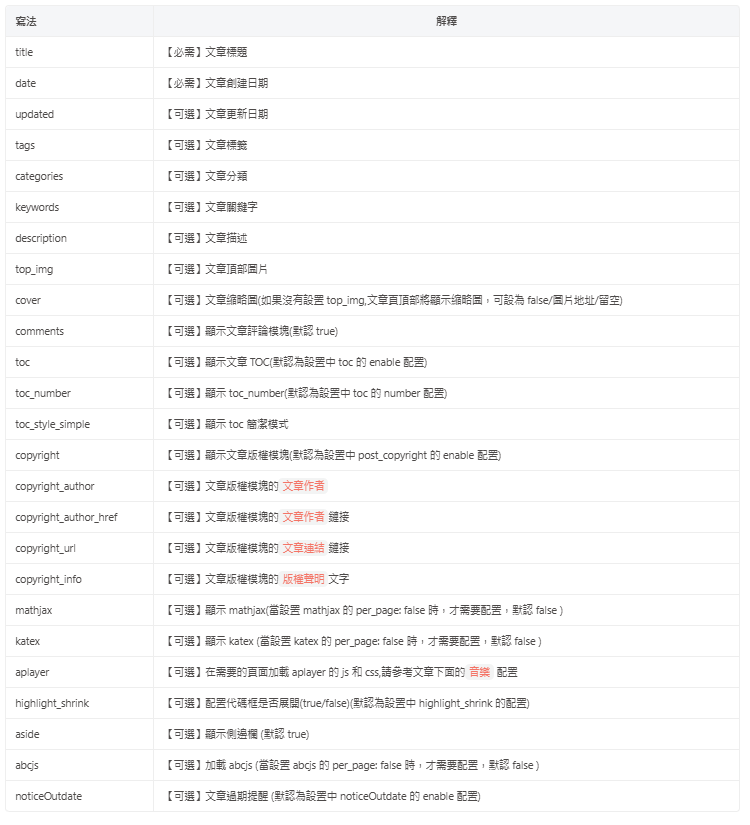 寫法 解釋
title 【必需】文章標題
date 【必需】文章創建日期
updated 【可選】文章更新日期
tags 【可選】文章標籤
categories 【可選】文章分類
keywords 【可選】文章關鍵字
description 【可選】文章描述
top_img 【可選】文章頂部圖片
cover 【可選】文章縮略圖(如果沒有設置 top_img,文章頁頂部將顯示縮略圖，可設為 false/圖片地址/留空)
comments 【可選】顯示文章評論模塊(默認 true)
toc 【可選】顯示文章 TOC(默認為設置中 toc 的 enable 配置)
toc_number 【可選】顯示 toc_number(默認為設置中 toc 的 number 配置)
toc_style_simple 【可選】顯示 toc 簡潔模式
copyright 【可選】顯示文章版權模塊(默認為設置中 post_copyright 的 enable 配置)
copyright_author 【可選】文章版權模塊的 文章作者
copyright_author_href 【可選】文章版權模塊的 文章作者 鏈接
copyright_url 【可選】文章版權模塊的 文章連結 鏈接
copyright_info 【可選】文章版權模塊的 版權聲明 文字
mathjax 【可選】顯示 mathjax(當設置 mathjax 的 per_page: false 時，才需要配置，默認 false )
katex 【可選】顯示 katex (當設置 katex 的 per_page: false 時，才需要配置，默認 false )
aplayer 【可選】在需要的頁面加載 aplayer 的 js 和 css,請參考文章下面的 音樂 配置
highlight_shrink 【可選】配置代碼框是否展開(true/false)(默認為設置中 highlight_shrink 的配置)
aside 【可選】顯示側邊欄 (默認 true)
abcjs 【可選】加載 abcjs (當設置 abcjs 的 per_page: false 時，才需要配置，默認 false )
noticeOutdate 【可選】文章過期提醒 (默認為設置中 noticeOutdate 的 enable 配置)